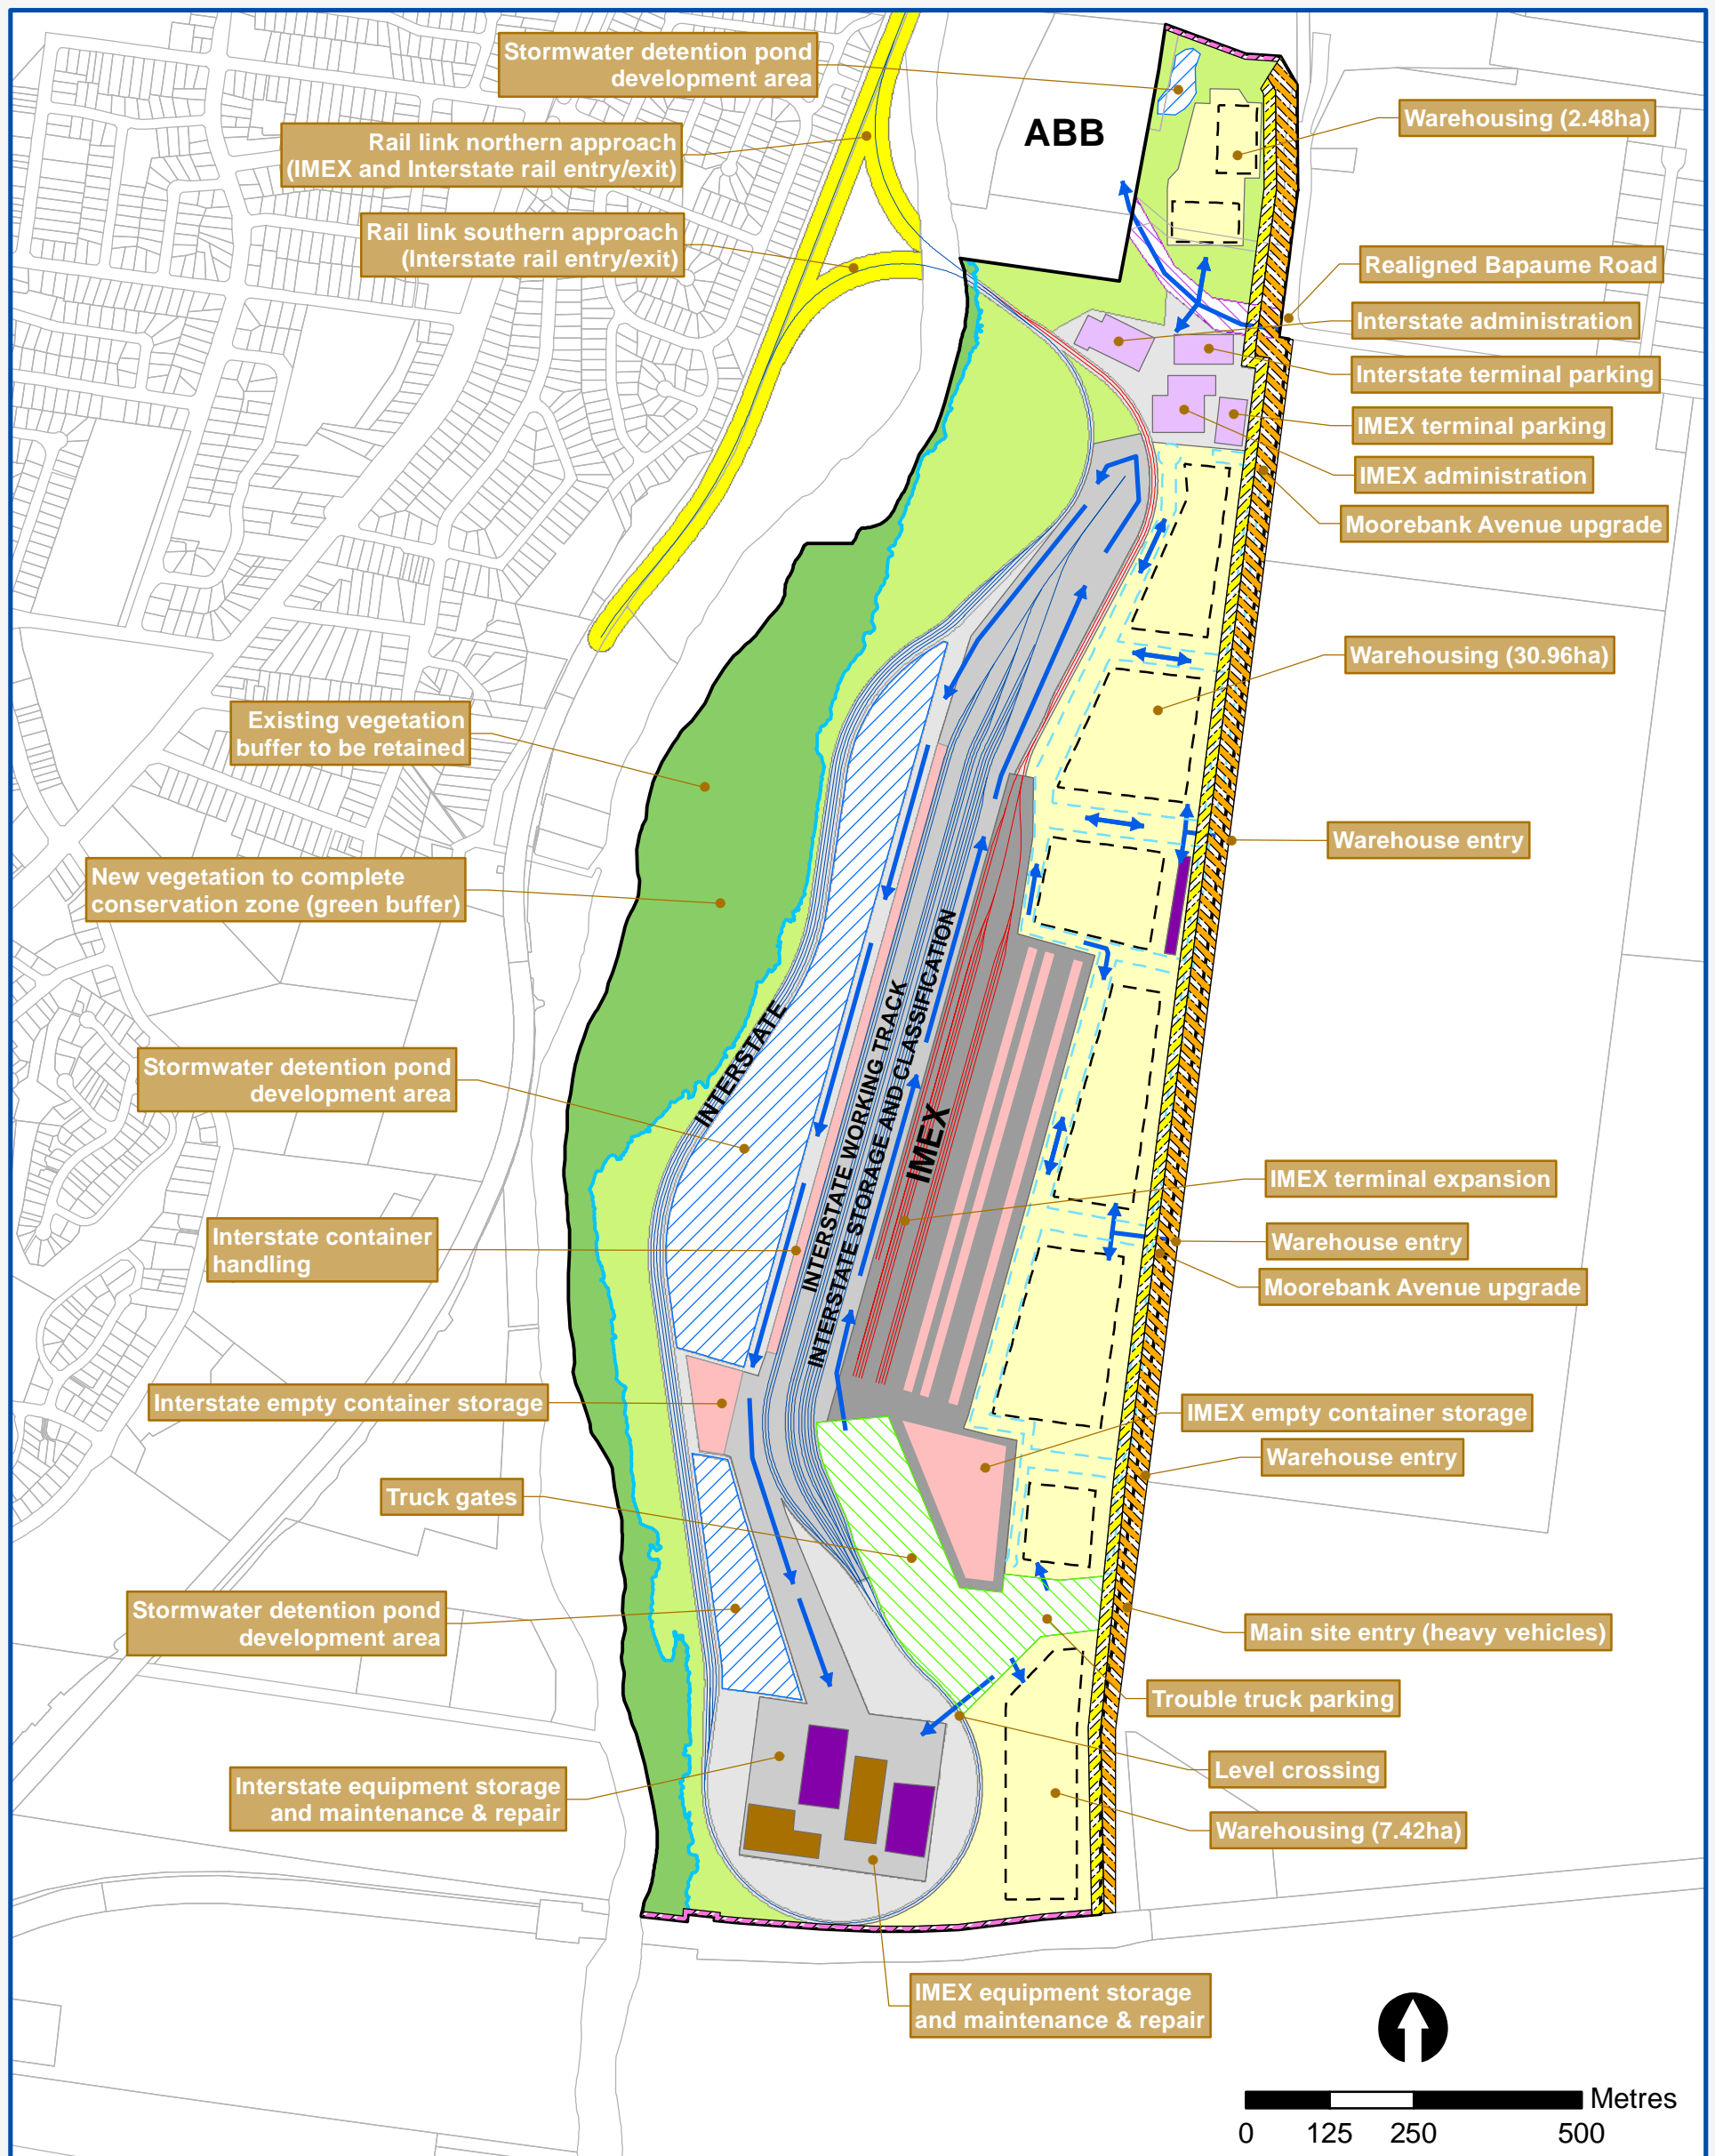 Stormwater detention pond
development area
Rail link northern approach
(IMEX and Interstate rail entry/exit)
Rail link southern approach
(Interstate rail entry/exit)
ABB
Warehousing (2.48ha)
Realigned Bapaume Road
Interstate administration
Interstate terminal parking
IMEX terminal parking
IMEX administration
Moorebank Avenue upgrade
Warehousing (30.96ha)
Existing vegetation
buffer to be retained
Warehouse entry
New vegetation to complete
conservation zone (green buffer)
INTERSTATE
INTERSTATE WORKING TRACK
INTERSTATE STORAGE AND CLASSIFICATION
IMEX
Stormwater detention pond
development area
IMEX terminal expansion
Interstate container
handling
Warehouse entry
Moorebank Avenue upgrade
Interstate empty container storage
IMEX empty container storage
Warehouse entry
Truck gates
Stormwater detention pond
development area
Main site entry (heavy vehicles)
Trouble truck parking
Level crossing
Interstate equipment storage
and maintenance & repair
Warehousing (7.42ha)
IMEX equipment storage
and maintenance & repair
Metres
0 125 250 500